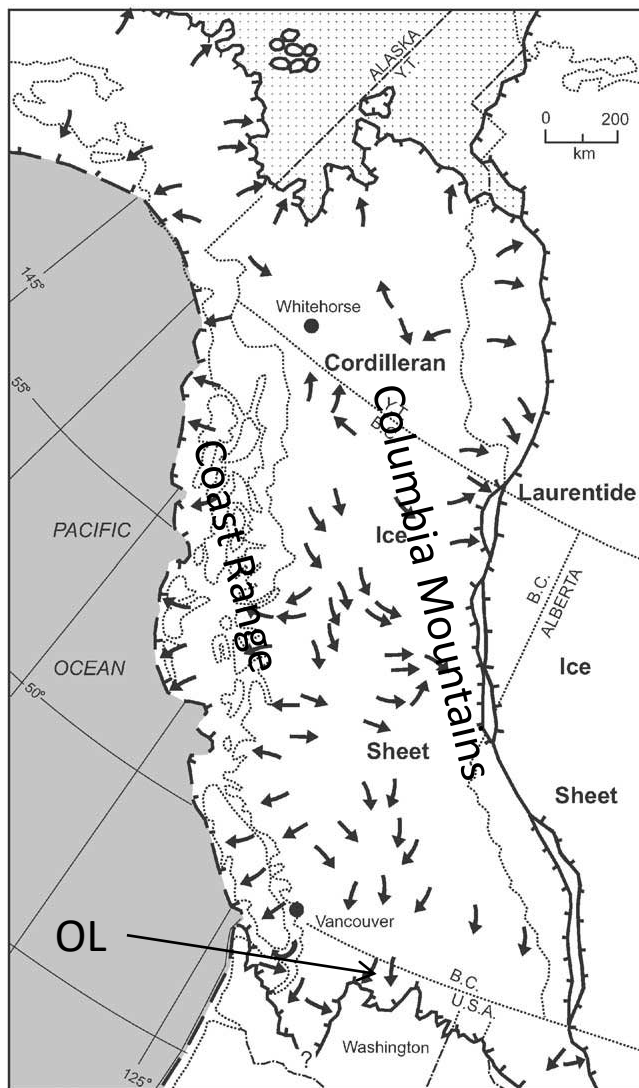 ALASKA
Y.T.
0 200
km
145°
Whitehorse
Cordilleran
55°
Y.T.
B.C.
Columbia Mountains
Coast Range
Laurentide
PACIFIC
Ice
B.C.
ALBERTA
OCEAN
Ice
50°
Sheet
Sheet
Vancouver
OL
B.C.
U.S.A.
Washington
?
125°